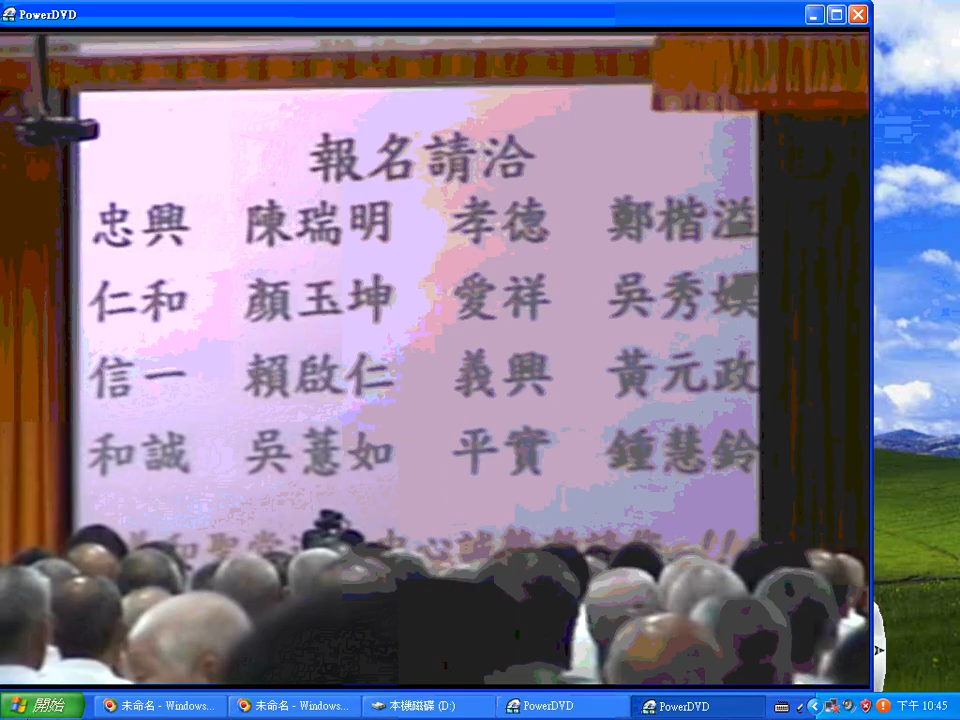 PowerDVD
報名請洽
忠興 陳瑞明 孝德 鄭楷溢
仁和 顏玉坤 愛祥 吳秀娛
信一 賴啟仁 義興 黃元政
和誠 吳薏如 平實 鍾慧鈴
開始 未命名 - Windows... 未命名 - Windows... 本機磁碟 (D:) PowerDVD PowerDVD 下午 10:45